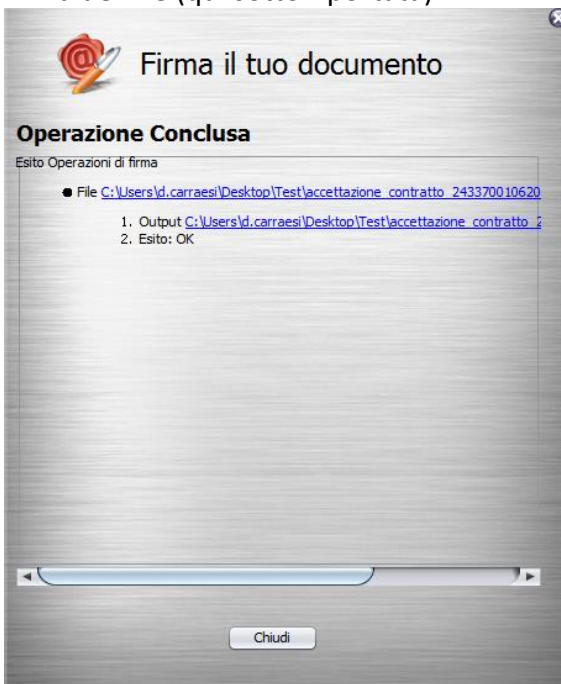 Firma il tuo documento
Operazione Conclusa
Esito Operazioni di firma
File C:\Users\d.carraesi\Desktop\Test\accettazione_contratto_243370010620
1. Output C:\Users\d.carraesi\Desktop\Test\accettazione_contratto_2
2. Esito: OK
Chiudi